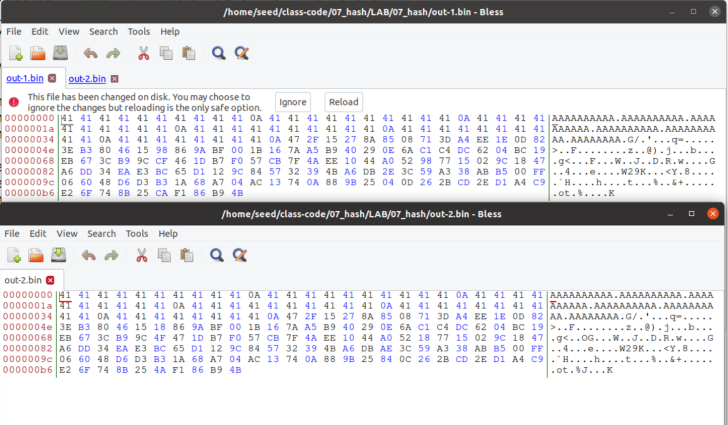 /home/seed/class-code/07_hash/LAB/07_hash/out-1.bin - Bless
File Edit View Search Tools Help
out-1.bin out-2.bin
This File has been changed on disk. You may choose to
ignore the changes but reloading is the only safe option.
Ignore Reload
00000000 41 41 41 41 41 41 41 41 41 41 0A 41 41 41 41 41 41 41 41 41 41 0A 41 41 41 41 AAAAAAAAAA.AAAAAAAAAA.AAAA
0000001a 41 41 41 41 41 41 0A 41 41 41 41 41 41 41 41 41 41 0A 41 41 41 41 41 41 41 41 AAAAAA.AAAAAAAAAA.AAAAAAAA
00000034 41 41 0A 41 41 41 41 41 41 41 41 0A 47 2F 15 27 8A 85 08 71 3D A4 EE 1E 0D 82 AA.AAAAAAAA.G/.'...q=.....
0000004e 3E B3 80 46 15 98 86 9A BF 00 1B 16 7A A5 B9 40 29 0E 6A C1 C4 DC 62 04 BC 19 >..F........z..@).j...b...
00000068 EB 67 3C B9 9C CF 46 1D B7 F0 57 CB 7F 4A EE 10 44 A0 52 98 77 15 02 9C 18 47 .g<...F...W..J..D.R.w....G
00000082 A6 DD 34 EA E3 BC 65 D1 12 9C 84 57 32 39 4B A6 DB 2E 3C 59 A3 38 AB B5 00 FF ..4...e....W29K...<Y.8....
0000009c 06 60 48 D6 D3 B3 1A 68 A7 04 AC 13 74 0A 88 9B 25 04 0D 26 2B CD 2E D1 A4 C9 .`H....h....t...%..&+.....
000000b6 E2 6F 74 8B 25 CA F1 86 B9 4B .ot.%....K
/home/seed/class-code/07_hash/LAB/07_hash/out-2.bin - Bless
File Edit View Search Tools Help
out-2.bin
00000000 41 41 41 41 41 41 41 41 41 41 0A 41 41 41 41 41 41 41 41 41 41 0A 41 41 41 41 AAAAAAAAAA.AAAAAAAAAA.AAAA
0000001a 41 41 41 41 41 41 0A 41 41 41 41 41 41 41 41 41 41 0A 41 41 41 41 41 41 41 41 AAAAAA.AAAAAAAAAA.AAAAAAAA
00000034 41 41 0A 41 41 41 41 41 41 41 41 0A 47 2F 15 27 8A 85 08 71 3D A4 EE 1E 0D 82 AA.AAAAAAAA.G/.'...q=.....
0000004e 3E B3 80 46 15 18 86 9A BF 00 1B 16 7A A5 B9 40 29 0E 6A C1 C4 DC 62 04 BC 19 >..F........z..@).j...b...
00000068 EB 67 3C B9 9C 4F 47 1D B7 F0 57 CB 7F 4A EE 10 44 A0 52 18 77 15 02 9C 18 47 .g<..OG...W..J..D.R.w....G
00000082 A6 DD 34 EA E3 BC 65 D1 12 9C 84 57 32 39 4B A6 DB AE 3C 59 A3 38 AB B5 00 FF ..4...e....W29K...<Y.8....
0000009c 06 60 48 D6 D3 B3 1A 68 A7 04 AC 13 74 0A 88 9B 25 84 0C 26 2B CD 2E D1 A4 C9 .`H....h....t...%..&+.....
000000b6 E2 6F 74 8B 25 4A F1 86 B9 4B .ot.%J...K